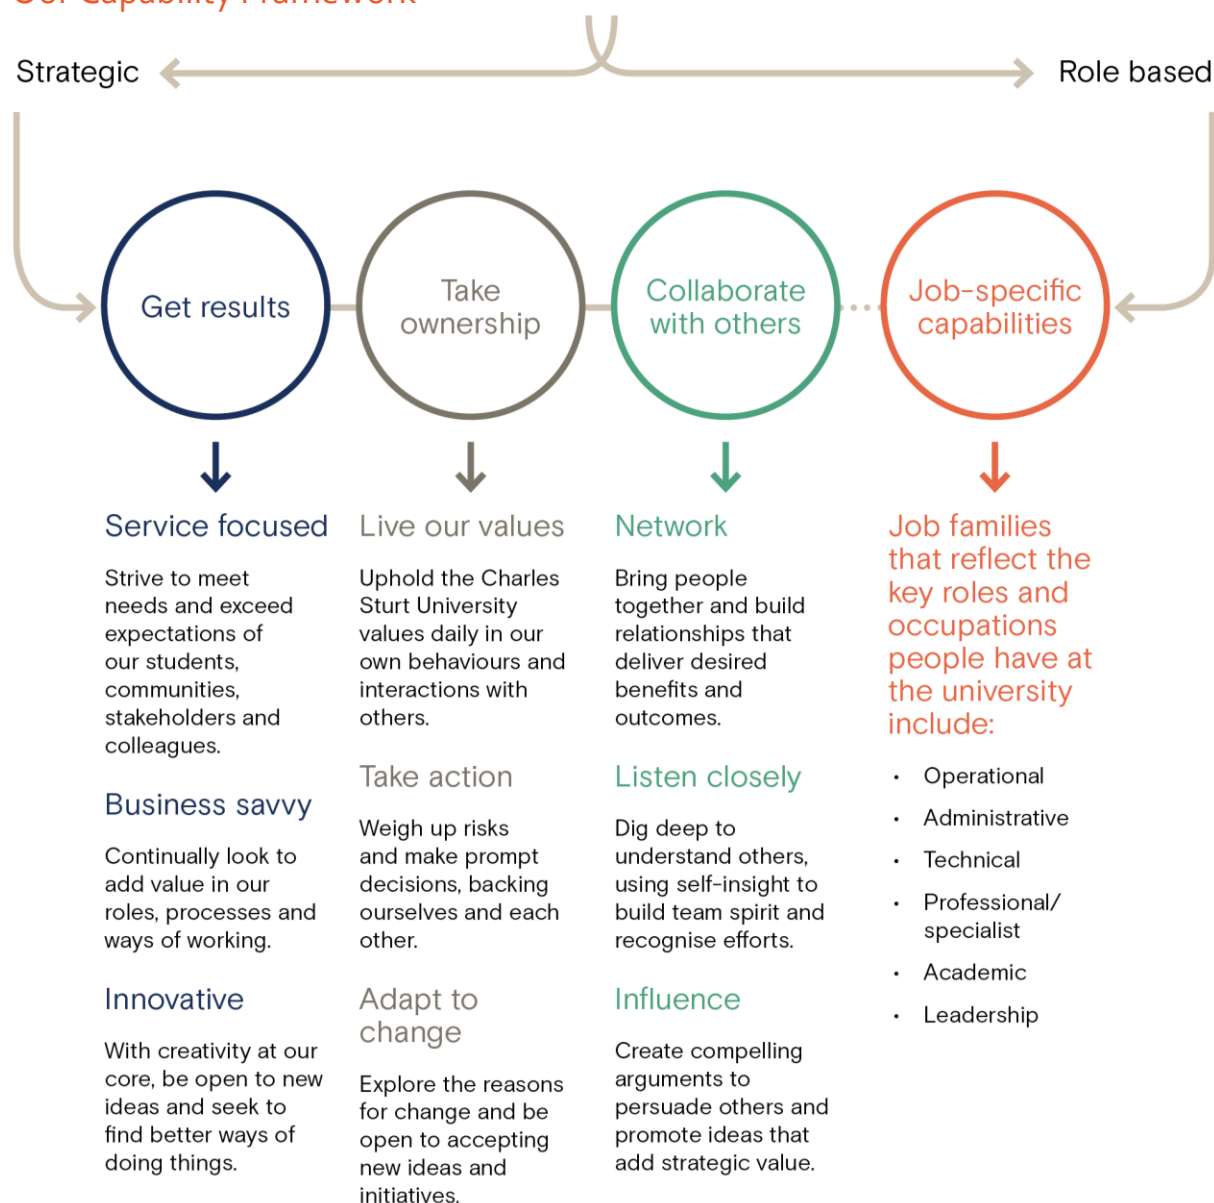 Our Capability Framework
Strategic
Role based
Get results
Take
ownership
Collaborate
with others
Job-specific
capabilities
Service focused
Strive to meet
needs and exceed
expectations of
our students,
communities,
stakeholders and
colleagues.
Business savvy
Continually look to
add value in our
roles, processes and
ways of working.
Innovative
With creativity at our
core, be open to new
ideas and seek to
find better ways of
doing things.
Live our values
Uphold the Charles
Sturt University
values daily in our
own behaviours and
interactions with
others.
Take action
Weigh up risks
and make prompt
decisions, backing
ourselves and each
other.
Adapt to
change
Explore the reasons
for change and be
open to accepting
new ideas and
initiatives.
Network
Bring people
together and build
relationships that
deliver desired
benefits and
outcomes.
Listen closely
Dig deep to
understand others,
using self-insight to
build team spirit and
recognise efforts.
Influence
Create compelling
arguments to
persuade others and
promote ideas that
add strategic value.
Job families
that reflect the
key roles and
occupations
people have at
the university
include:
• Operational
• Administrative
• Technical
• Professional/
specialist
• Academic
• Leadership